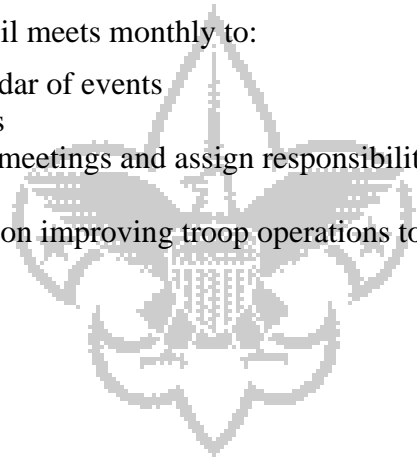 il meets monthly to:
dar of events
s
meetings and assign responsibilit
on improving troop operations to